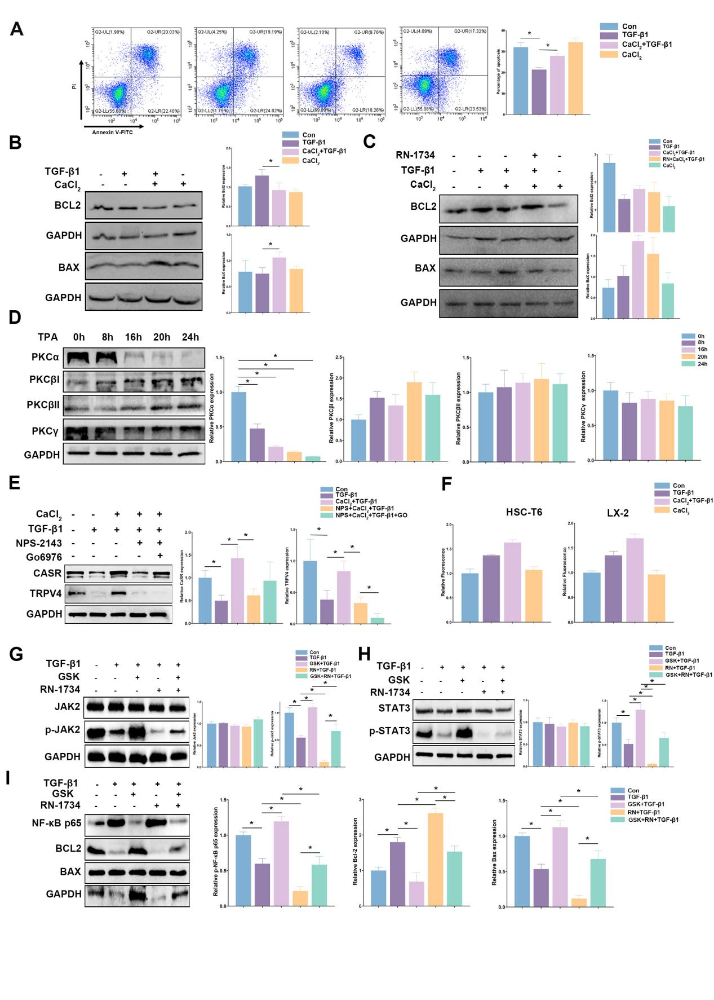 A
Q2-UL(1.98%) Q2-UR(20.03%)
Q2-LL(55.60%) Q2-LR(22.40%)
Q2-UL(4.25%) Q2-UR(19.19%)
Q2-LL(51.75%) Q2-LR(24.82%)
Q2-UL(2.10%) Q2-UR(9.76%)
Q2-LL(69.89%) Q2-LR(18.26%)
Q2-UL(4.09%) Q2-UR(17.32%)
Q2-LL(55.08%) Q2-LR(23.53%)
PI
Annexin V-FITC
Percentage of apoptosis
Con
TGF-β1
CaCl2+TGF-β1
CaCl2
B
TGF-β1 - + + -
CaCl2 - - + +
BCL2
GAPDH
BAX
GAPDH
Con
TGF-β1
CaCl2+TGF-β1
CaCl2
Relative Bcl2 expression
Relative BaX expression
C
RN-1734 - - - + -
TGF-β1 - + + + -
CaCl2 - - + + +
BCL2
GAPDH
BAX
GAPDH
Con
TGF-β1
CaCl2+TGF-β1
RN+CaCl2+TGF-β1
CaCl2
Relative Bcl2 expression
Relative BaX expression
D
TPA 0h 8h 16h 20h 24h
PKCα
PKCβI
PKCβII
PKCγ
GAPDH
Relative PKCα expression
Relative PKCβI expression
Relative PKCβII expression
Relative PKCγ expression
0h
8h
16h
20h
24h
E
CaCl2 - - + + +
TGF-β1 - + + + +
NPS-2143 - - - + +
Go6976 - - - - +
CASR
TRPV4
GAPDH
Con
TGF-β1
CaCl2+TGF-β1
NPS+CaCl2+TGF-β1
NPS+CaCl2+TGF-β1+GO
Relative CaSR expression
Relative TRPV4 expression
F
HSC-T6
LX-2
Relative Fluorescence
Relative Fluorescence
Con
TGF-β1
CaCl2+TGF-β1
CaCl2
G
TGF-β1 - + + + +
GSK - - + - +
RN-1734 - - - + +
JAK2
p-JAK2
GAPDH
Con
TGF-β1
GSK+TGF-β1
RN+TGF-β1
GSK+RN+TGF-β1
Relative Jak2 expression
Relative p-Jak2 expression
H
TGF-β1 - + + + +
GSK - - + - +
RN-1734 - - - + +
STAT3
p-STAT3
GAPDH
Con
TGF-β1
GSK+TGF-β1
RN+TGF-β1
GSK+RN+TGF-β1
Relative STAT3 expression
Relative p-STAT3 expression
I
TGF-β1 - + + + +
GSK - - + - +
RN-1734 - - - + +
NF-κB p65
BCL2
BAX
GAPDH
Relative p-NF-κB p65 expression
Relative Bcl-2 expression
Relative Bax expression
Con
TGF-β1
GSK+TGF-β1
RN+TGF-β1
GSK+RN+TGF-β1